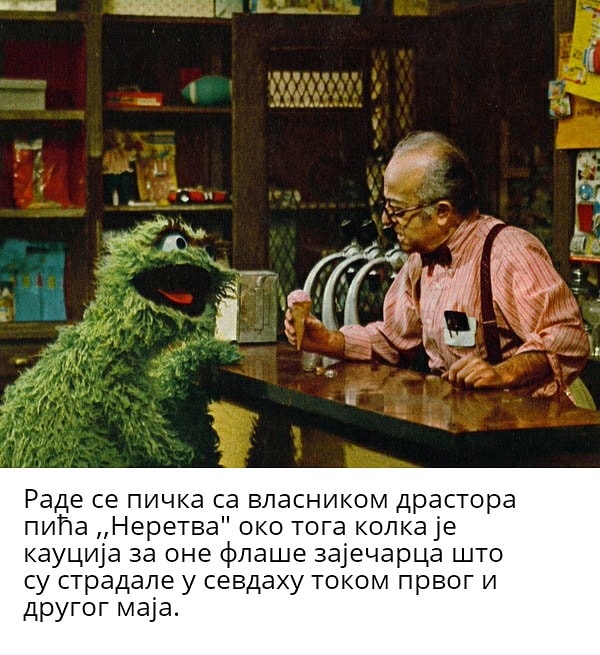 Раде се пичка са власником драстора
пића ,,Неретва" око тога колка је
кауција за оне флаше зајечарца што
су страдале у севдаху током првог и
другог маја.